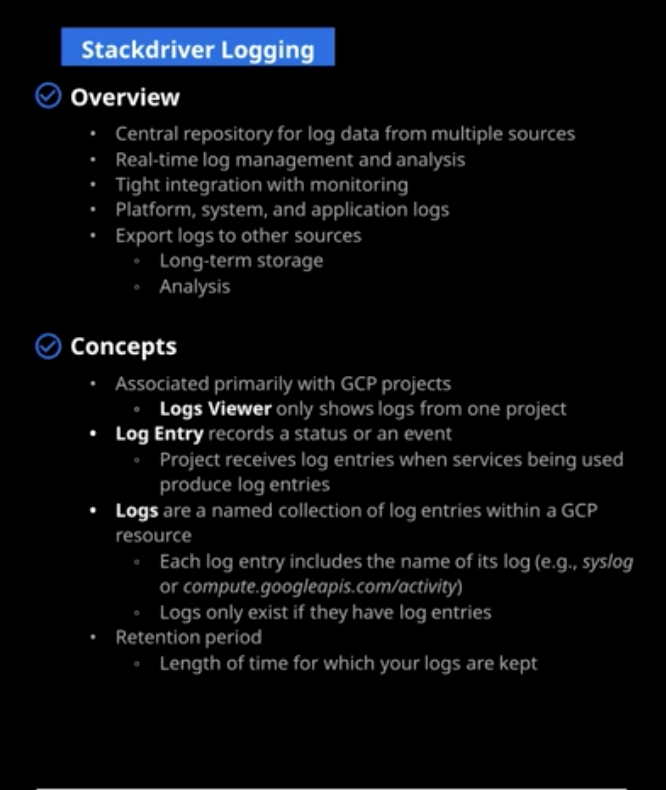 Stackdriver Logging
Overview
• Central repository for log data from multiple sources
• Real-time log management and analysis
• Tight integration with monitoring
• Platform, system, and application logs
• Export logs to other sources
◦ Long-term storage
◦ Analysis
Concepts
• Associated primarily with GCP projects
◦ Logs Viewer only shows logs from one project
• Log Entry records a status or an event
◦ Project receives log entries when services being used
produce log entries
• Logs are a named collection of log entries within a GCP
resource
◦ Each log entry includes the name of its log (e.g., syslog
or compute.googleapis.com/activity)
◦ Logs only exist if they have log entries
• Retention period
◦ Length of time for which your logs are kept